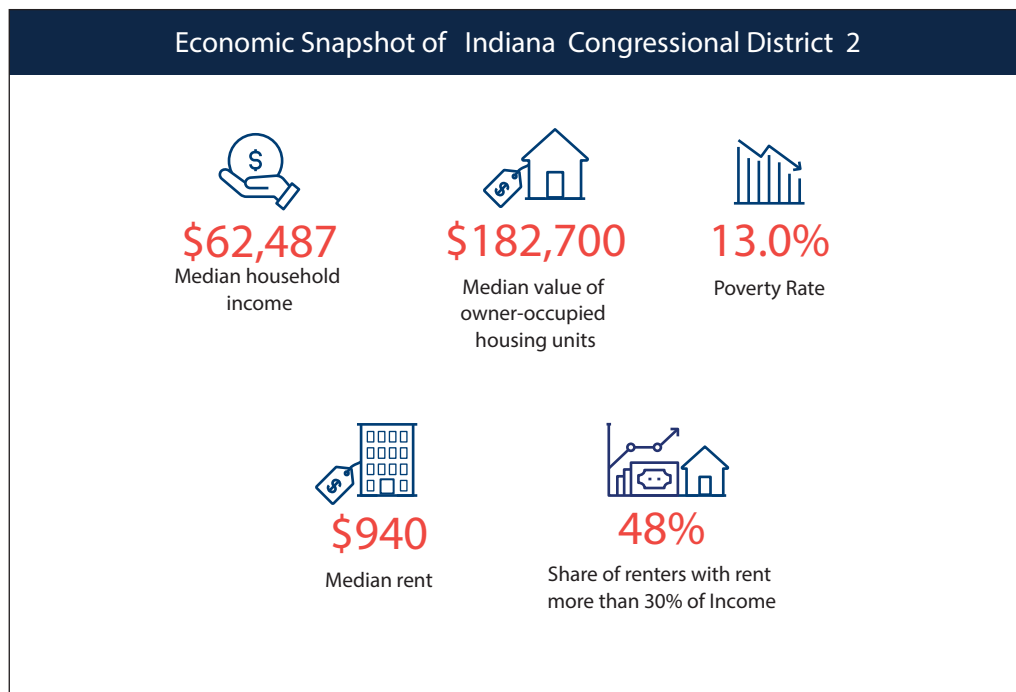 Economic Snapshot of Indiana Congressional District 2
$
$
$62,487
Median household
income
$182,700
Median value of
owner-occupied
housing units
13.0%
Poverty Rate
$
$940
Median rent
48%
Share of renters with rent
more than 30% of Income